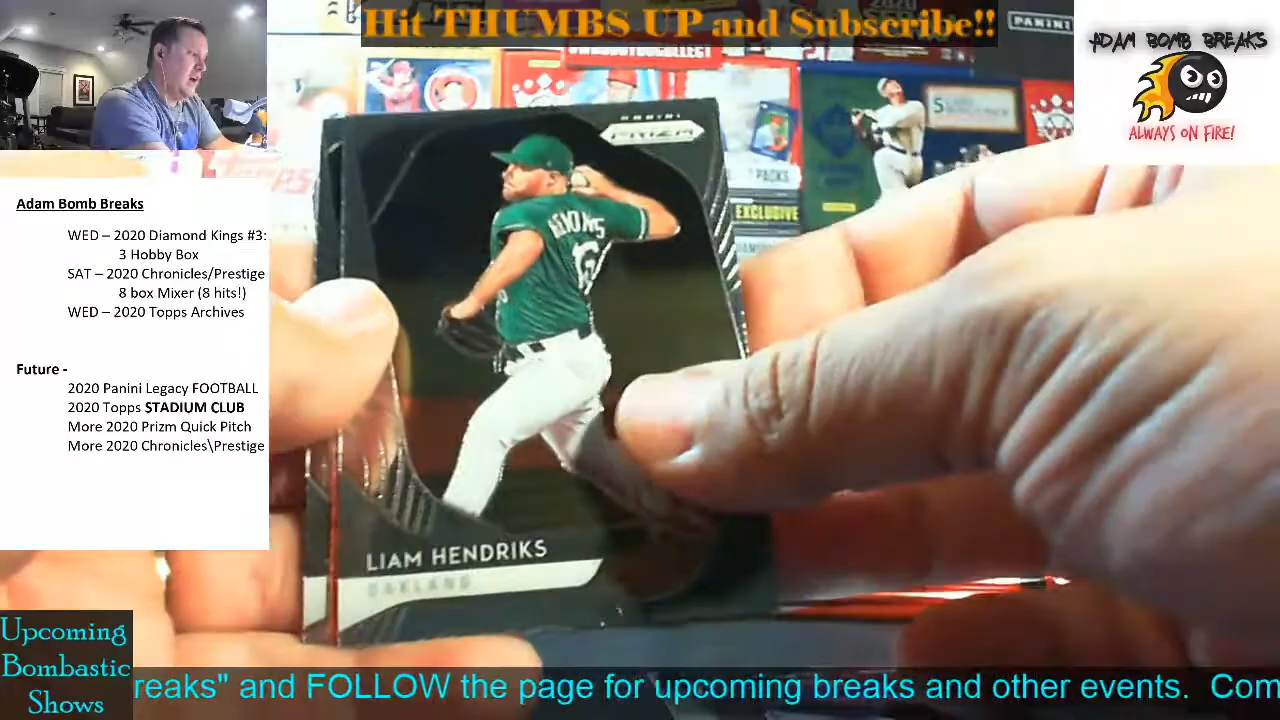 Hit THUMBS UP and Subscribe!!
PANINI
ADAM BOMB BREAKS
ALWAYS ON FIRE!
Adam Bomb Breaks
WED – 2020 Diamond Kings #3:
3 Hobby Box
SAT – 2020 Chronicles/Prestige
8 box Mixer (8 hits!)
WED – 2020 Topps Archives
Future -
2020 Panini Legacy FOOTBALL
2020 Topps STADIUM CLUB
More 2020 Prizm Quick Pitch
More 2020 Chronicles\Prestige
PANINI
PRIZM
PACKS
EXCLUSIVE
LIAM HENDRIKS
OAKLAND
Upcoming
Bombastic
Shows
reaks" and FOLLOW the page for upcoming breaks and other events. Com